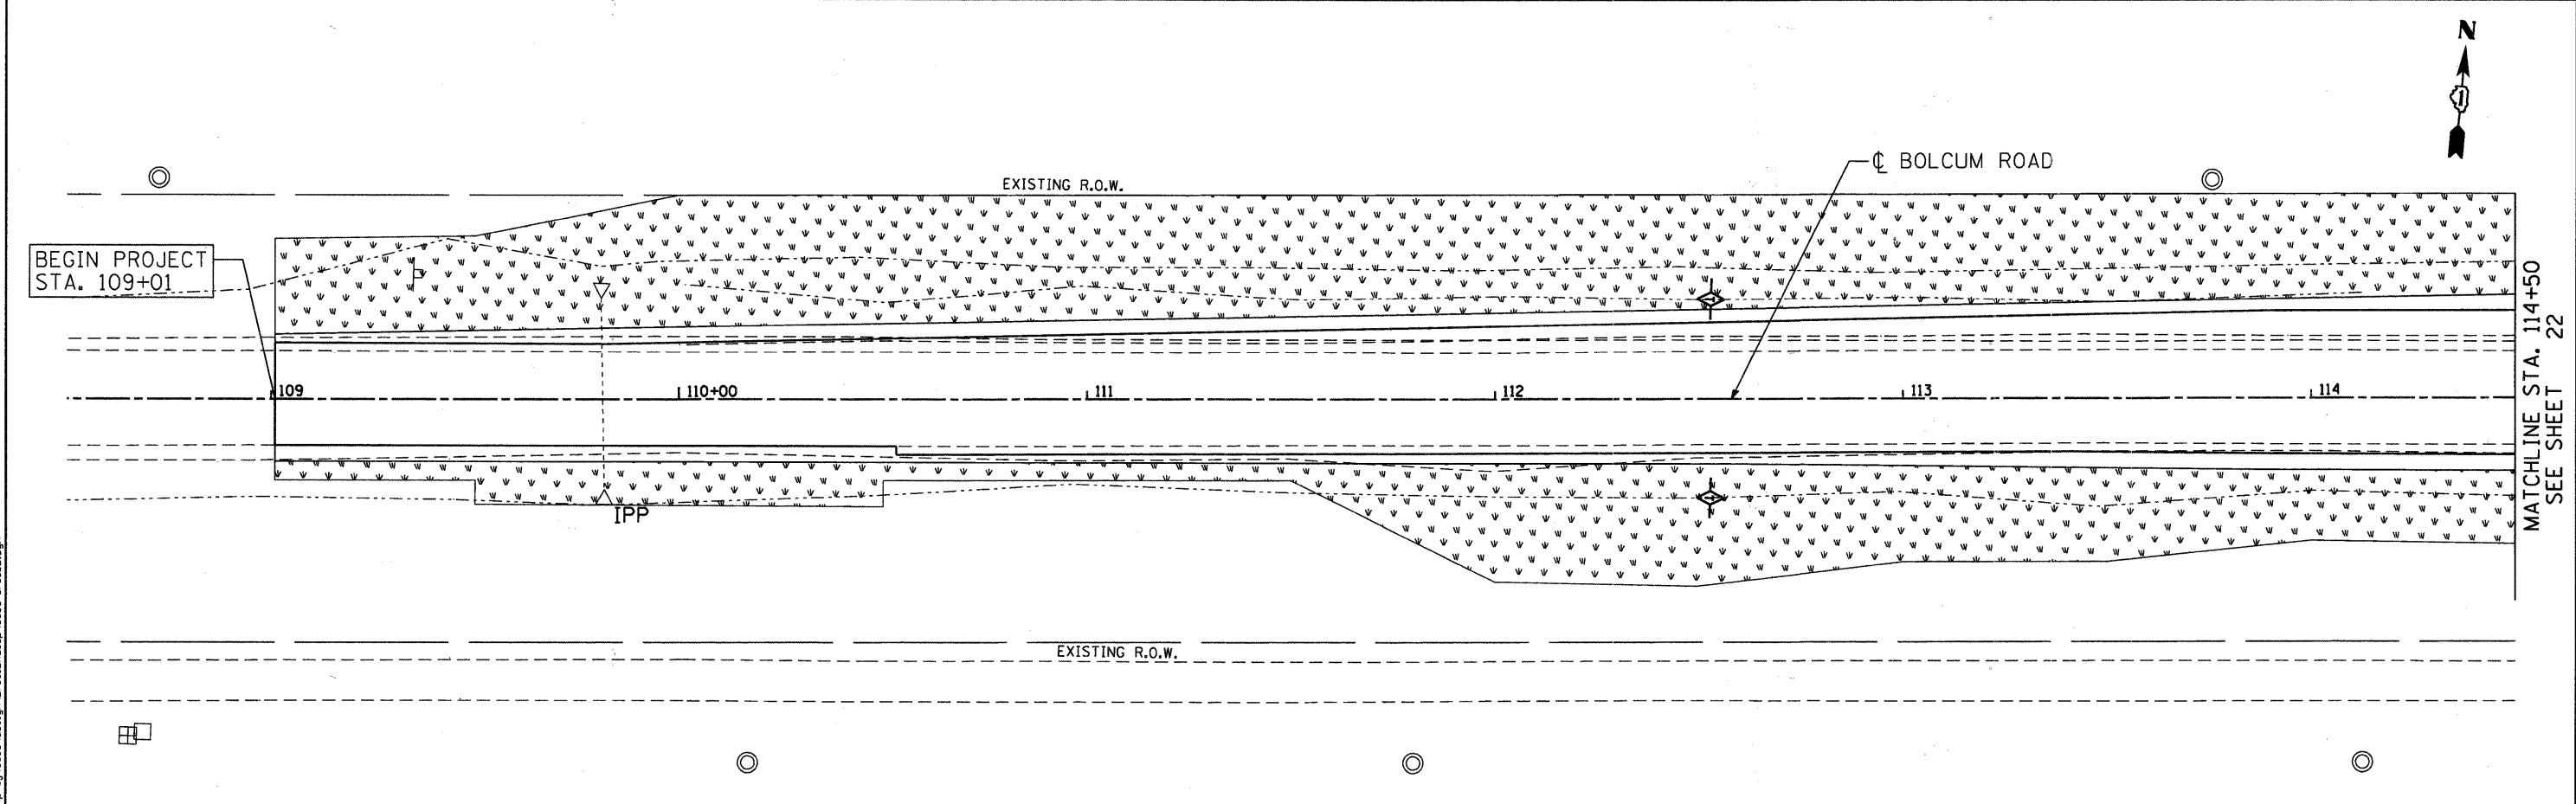 N
₵ BOLCUM ROAD
EXISTING R.O.W.
BEGIN PROJECT
STA. 109+01
109
110+00
111
112
113
114
IPP
EXISTING R.O.W.
MATCHLINE STA. 114+50
SEE SHEET 22